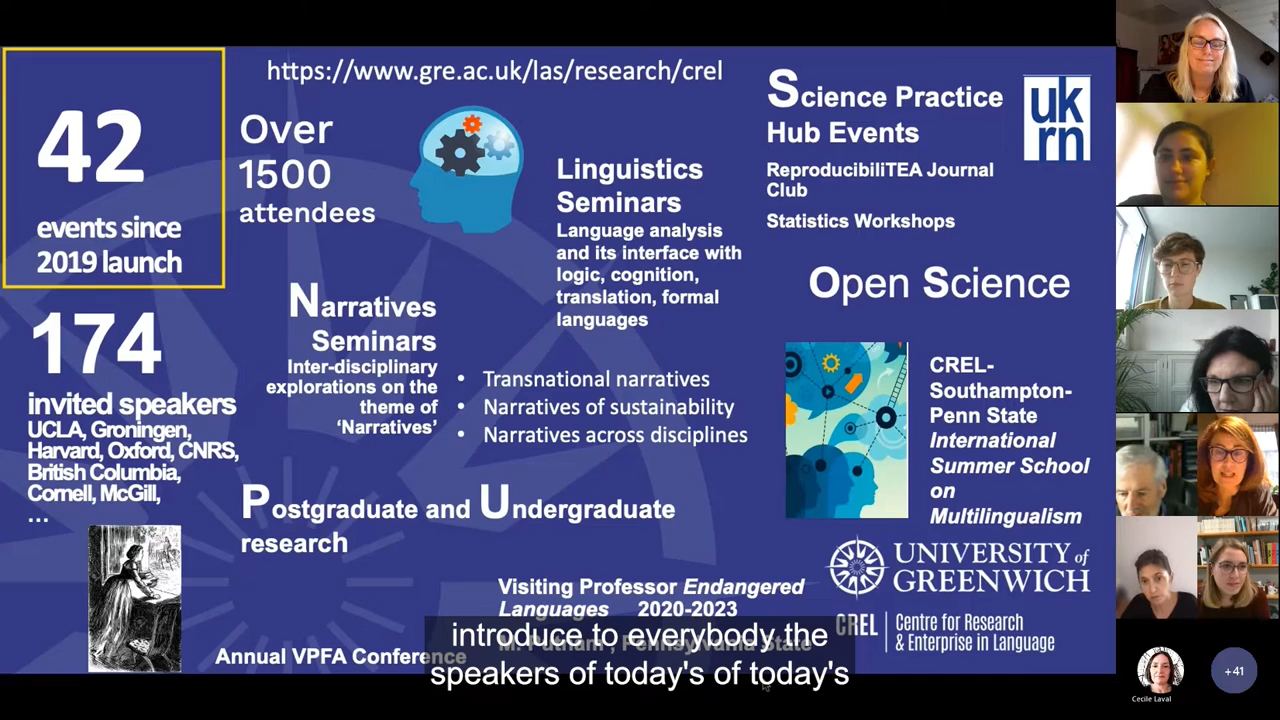 https://www.gre.ac.uk/las/research/crel
42
events since
2019 launch
Over
1500
attendees
174
invited speakers
UCLA, Groningen,
Harvard, Oxford, CNRS,
British Columbia,
Cornell, McGill,
...
Linguistics
Seminars
Language analysis
and its interface with
logic, cognition,
translation, formal
languages
Narratives
Seminars
Inter-disciplinary
explorations on the
theme of
‘Narratives’
• Transnational narratives
• Narratives of sustainability
• Narratives across disciplines
Postgraduate and Undergraduate
research
Visiting Professor Endangered
Languages 2020-2023
M. Putnam, Pennsylvania State
Annual VPFA Conference
Science Practice
Hub Events
ReproducibiliTEA Journal
Club
Statistics Workshops
uk
rn
Open Science
CREL-
Southampton-
Penn State
International
Summer School
on
Multilingualism
UNIVERSITY of
GREENWICH
CREL Centre for Research
& Enterprise in Language
introduce to everybody the
speakers of today's of today's
Cecile Laval
+41